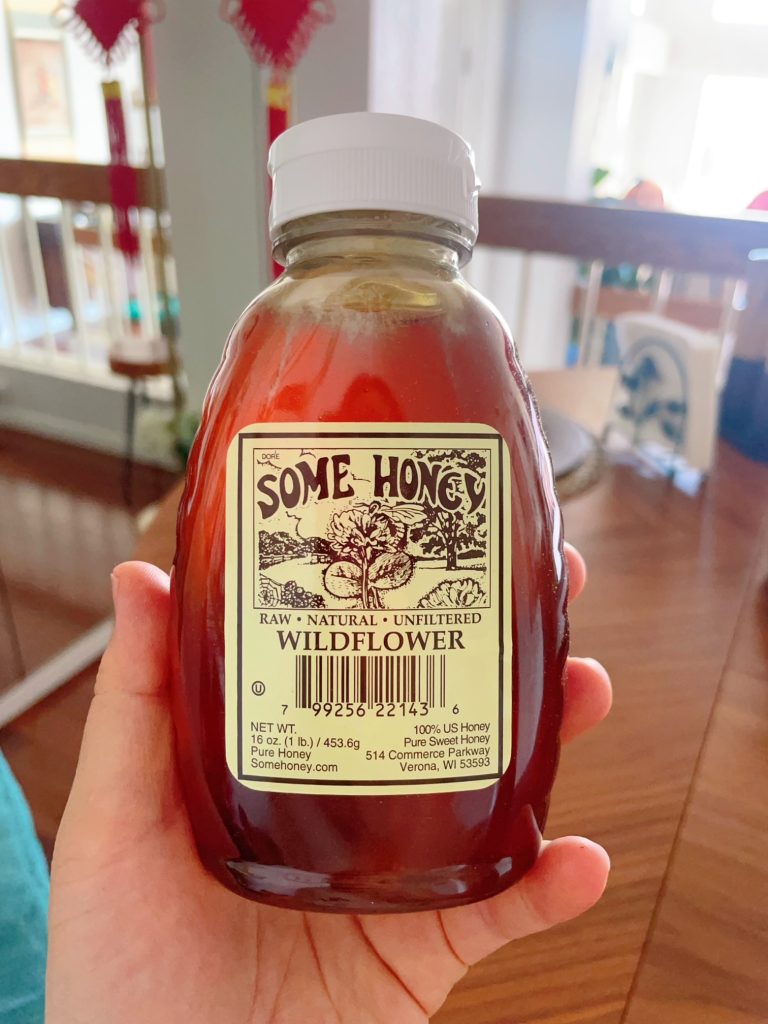 DORÉ
SOME HONEY
RAW • NATURAL • UNFILTERED
WILDFLOWER
U
7 99256 22143 6
NET WT.
16 oz. (1 lb.) / 453.6g
Pure Honey
Somehoney.com
100% US Honey
Pure Sweet Honey
514 Commerce Parkway
Verona, WI 53593